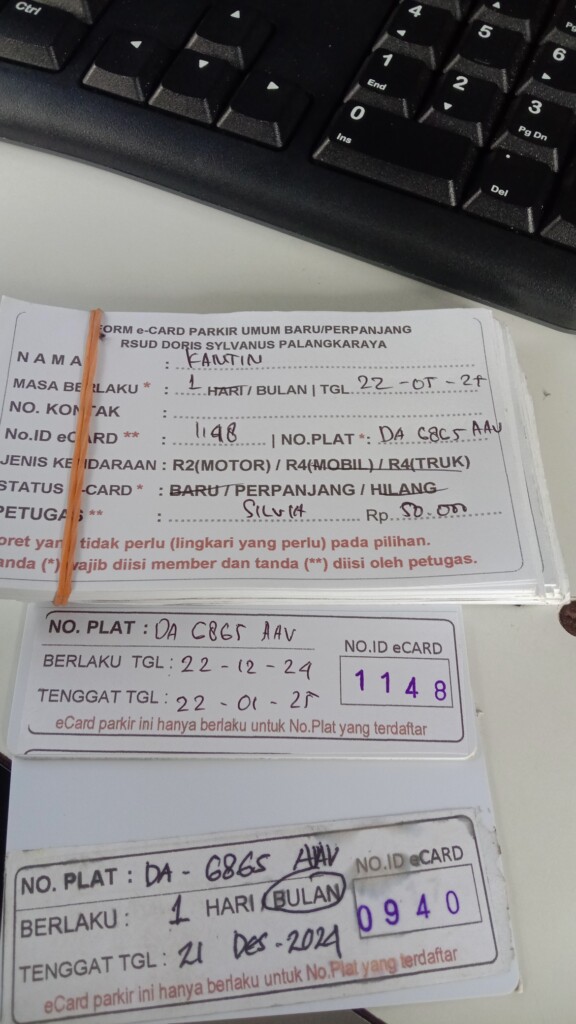 Ctrl
4
5
6
1
End
2
3
Pg Dn
0
Ins
.
Del
FORM e-CARD PARKIR UMUM BARU/PERPANJANG
RSUD DORIS SYLVANUS PALANGKARAYA
NAMA : KANTIN
MASA BERLAKU * : 1 HARI / BULAN | TGL 22-01-25
NO. KONTAK :
No.ID eCARD ** : 1148 | NO.PLAT *: DA 6865 AAV
JENIS KENDARAAN : R2(MOTOR) / R4(MOBIL) / R4(TRUK)
STATUS e-CARD * : BARU / PERPANJANG / HILANG
PETUGAS ** : SILVIA Rp. 50.000
oret yang tidak perlu (lingkari yang perlu) pada pilihan.
anda (*) wajib diisi member dan tanda (**) diisi oleh petugas.
NO. PLAT : DA 6865 AAV
NO.ID eCARD
BERLAKU TGL : 22-12-24
1148
TENGGAT TGL : 22-01-25
eCard parkir ini hanya berlaku untuk No.Plat yang terdaftar
NO. PLAT : DA - 6865 AAV
NO.ID eCARD
BERLAKU : 1 HARI / BULAN
0940
TENGGAT TGL : 21 Des - 2024
eCard parkir ini hanya berlaku untuk No.Plat yang terdaftar